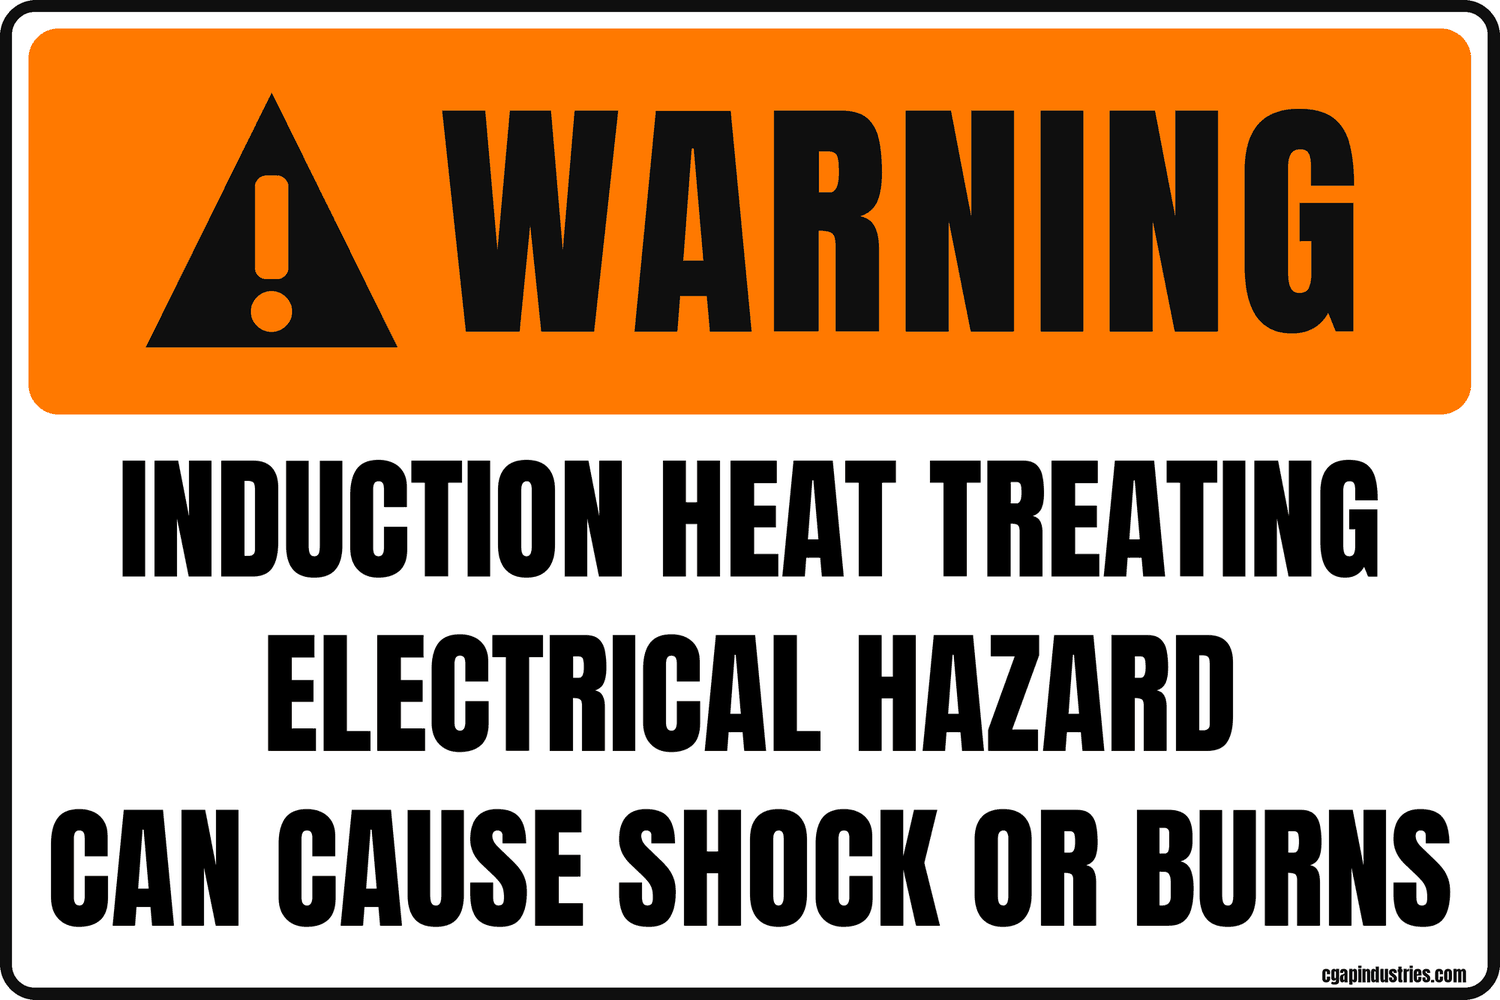 WARNING
INDUCTION HEAT TREATING
ELECTRICAL HAZARD
CAN CAUSE SHOCK OR BURNS
cgapindustries.com